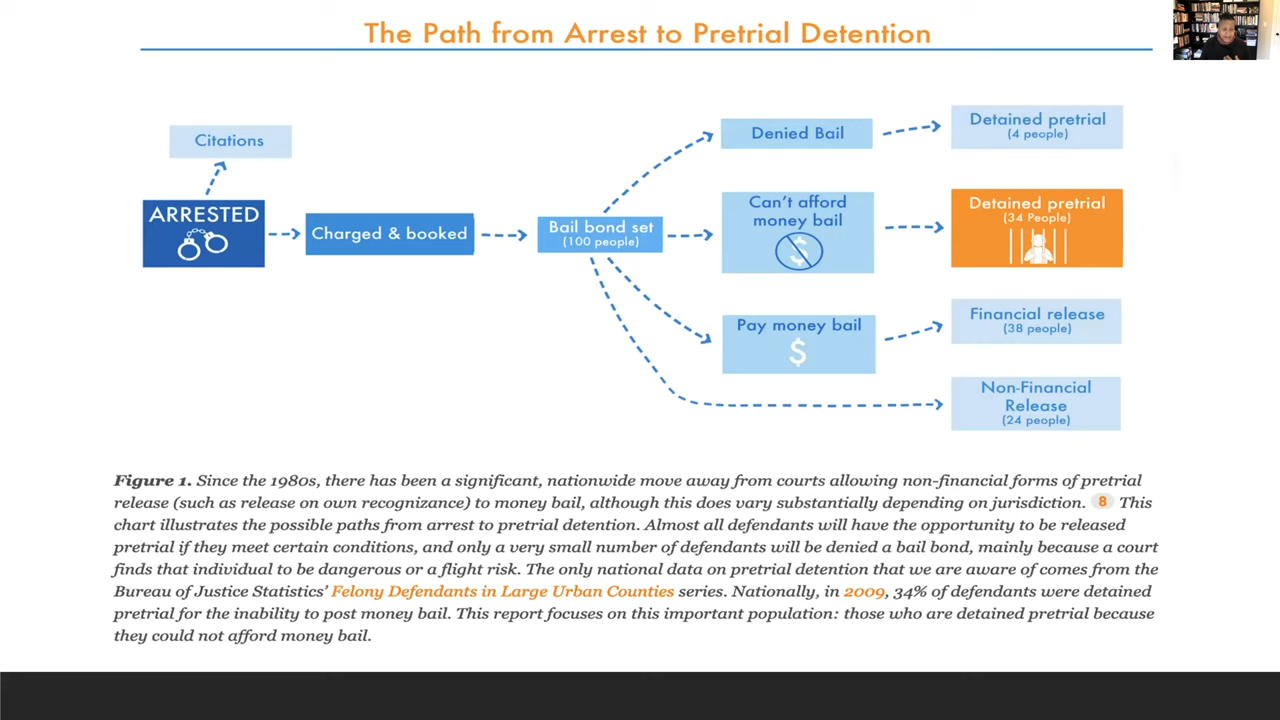 The Path from Arrest to Pretrial Detention
Citations
ARRESTED
Charged & booked
Bail bond set
(100 people)
Denied Bail
Detained pretrial
(4 people)
Can't afford
money bail
$
Detained pretrial
(34 People)
Pay money bail
$
Financial release
(38 people)
Non-Financial
Release
(24 people)
Figure 1. Since the 1980s, there has been a significant, nationwide move away from courts allowing non-financial forms of pretrial
release (such as release on own recognizance) to money bail, although this does vary substantially depending on jurisdiction. 8 This
chart illustrates the possible paths from arrest to pretrial detention. Almost all defendants will have the opportunity to be released
pretrial if they meet certain conditions, and only a very small number of defendants will be denied a bail bond, mainly because a court
finds that individual to be dangerous or a flight risk. The only national data on pretrial detention that we are aware of comes from the
Bureau of Justice Statistics' Felony Defendants in Large Urban Counties series. Nationally, in 2009, 34% of defendants were detained
pretrial for the inability to post money bail. This report focuses on this important population: those who are detained pretrial because
they could not afford money bail.